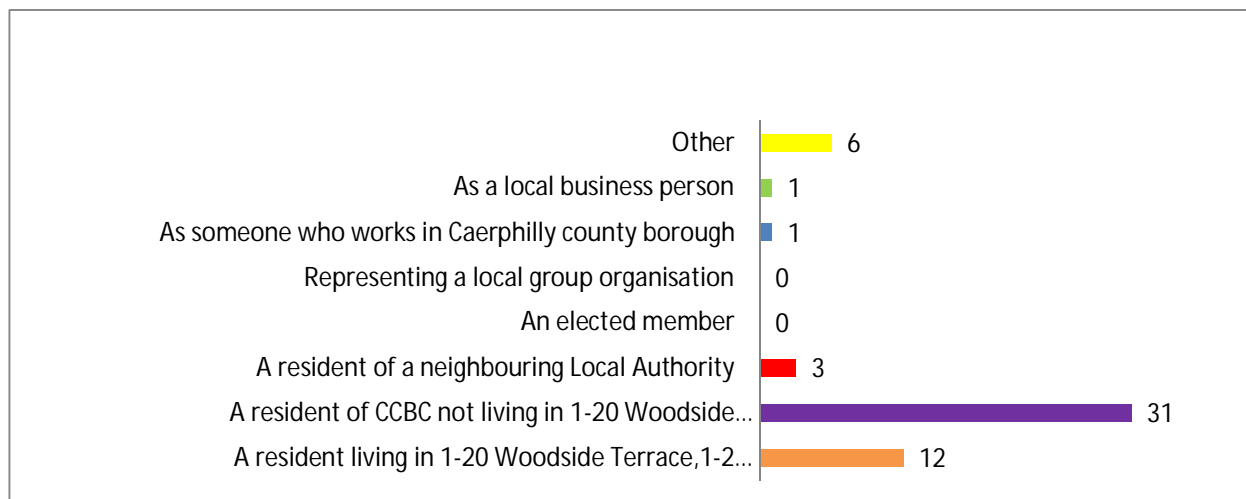 Other 6
As a local business person 1
As someone who works in Caerphilly county borough 1
Representing a local group organisation 0
An elected member 0
A resident of a neighbouring Local Authority 3
A resident of CCBC not living in 1-20 Woodside... 31
A resident living in 1-20 Woodside Terrace,1-2... 12